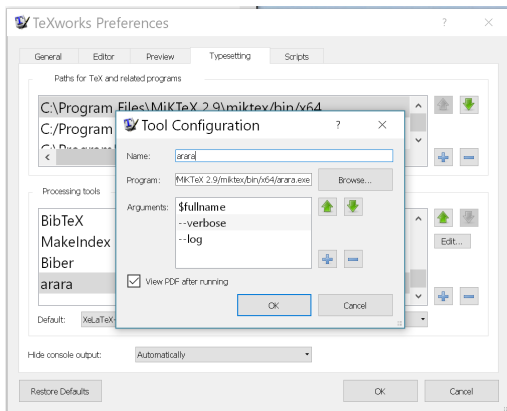 TeXworks Preferences
?
General
Editor
Preview
Typesetting
Scripts
Paths for TeX and related programs
C:\Program Files\MiKTeX 2.9\miktex/bin/x64
C:/Program
Tool Configuration
?
Name:
arara
Program:
MiKTeX 2.9/miktex/bin/x64/arara.exe
Browse...
Arguments:
$fullname
--verbose
--log
View PDF after running
OK
Cancel
Processing tools
BibTeX
MakeIndex
Biber
arara
Edit...
Default:
XeLaTeX
Hide console output:
Automatically
Restore Defaults
OK
Cancel